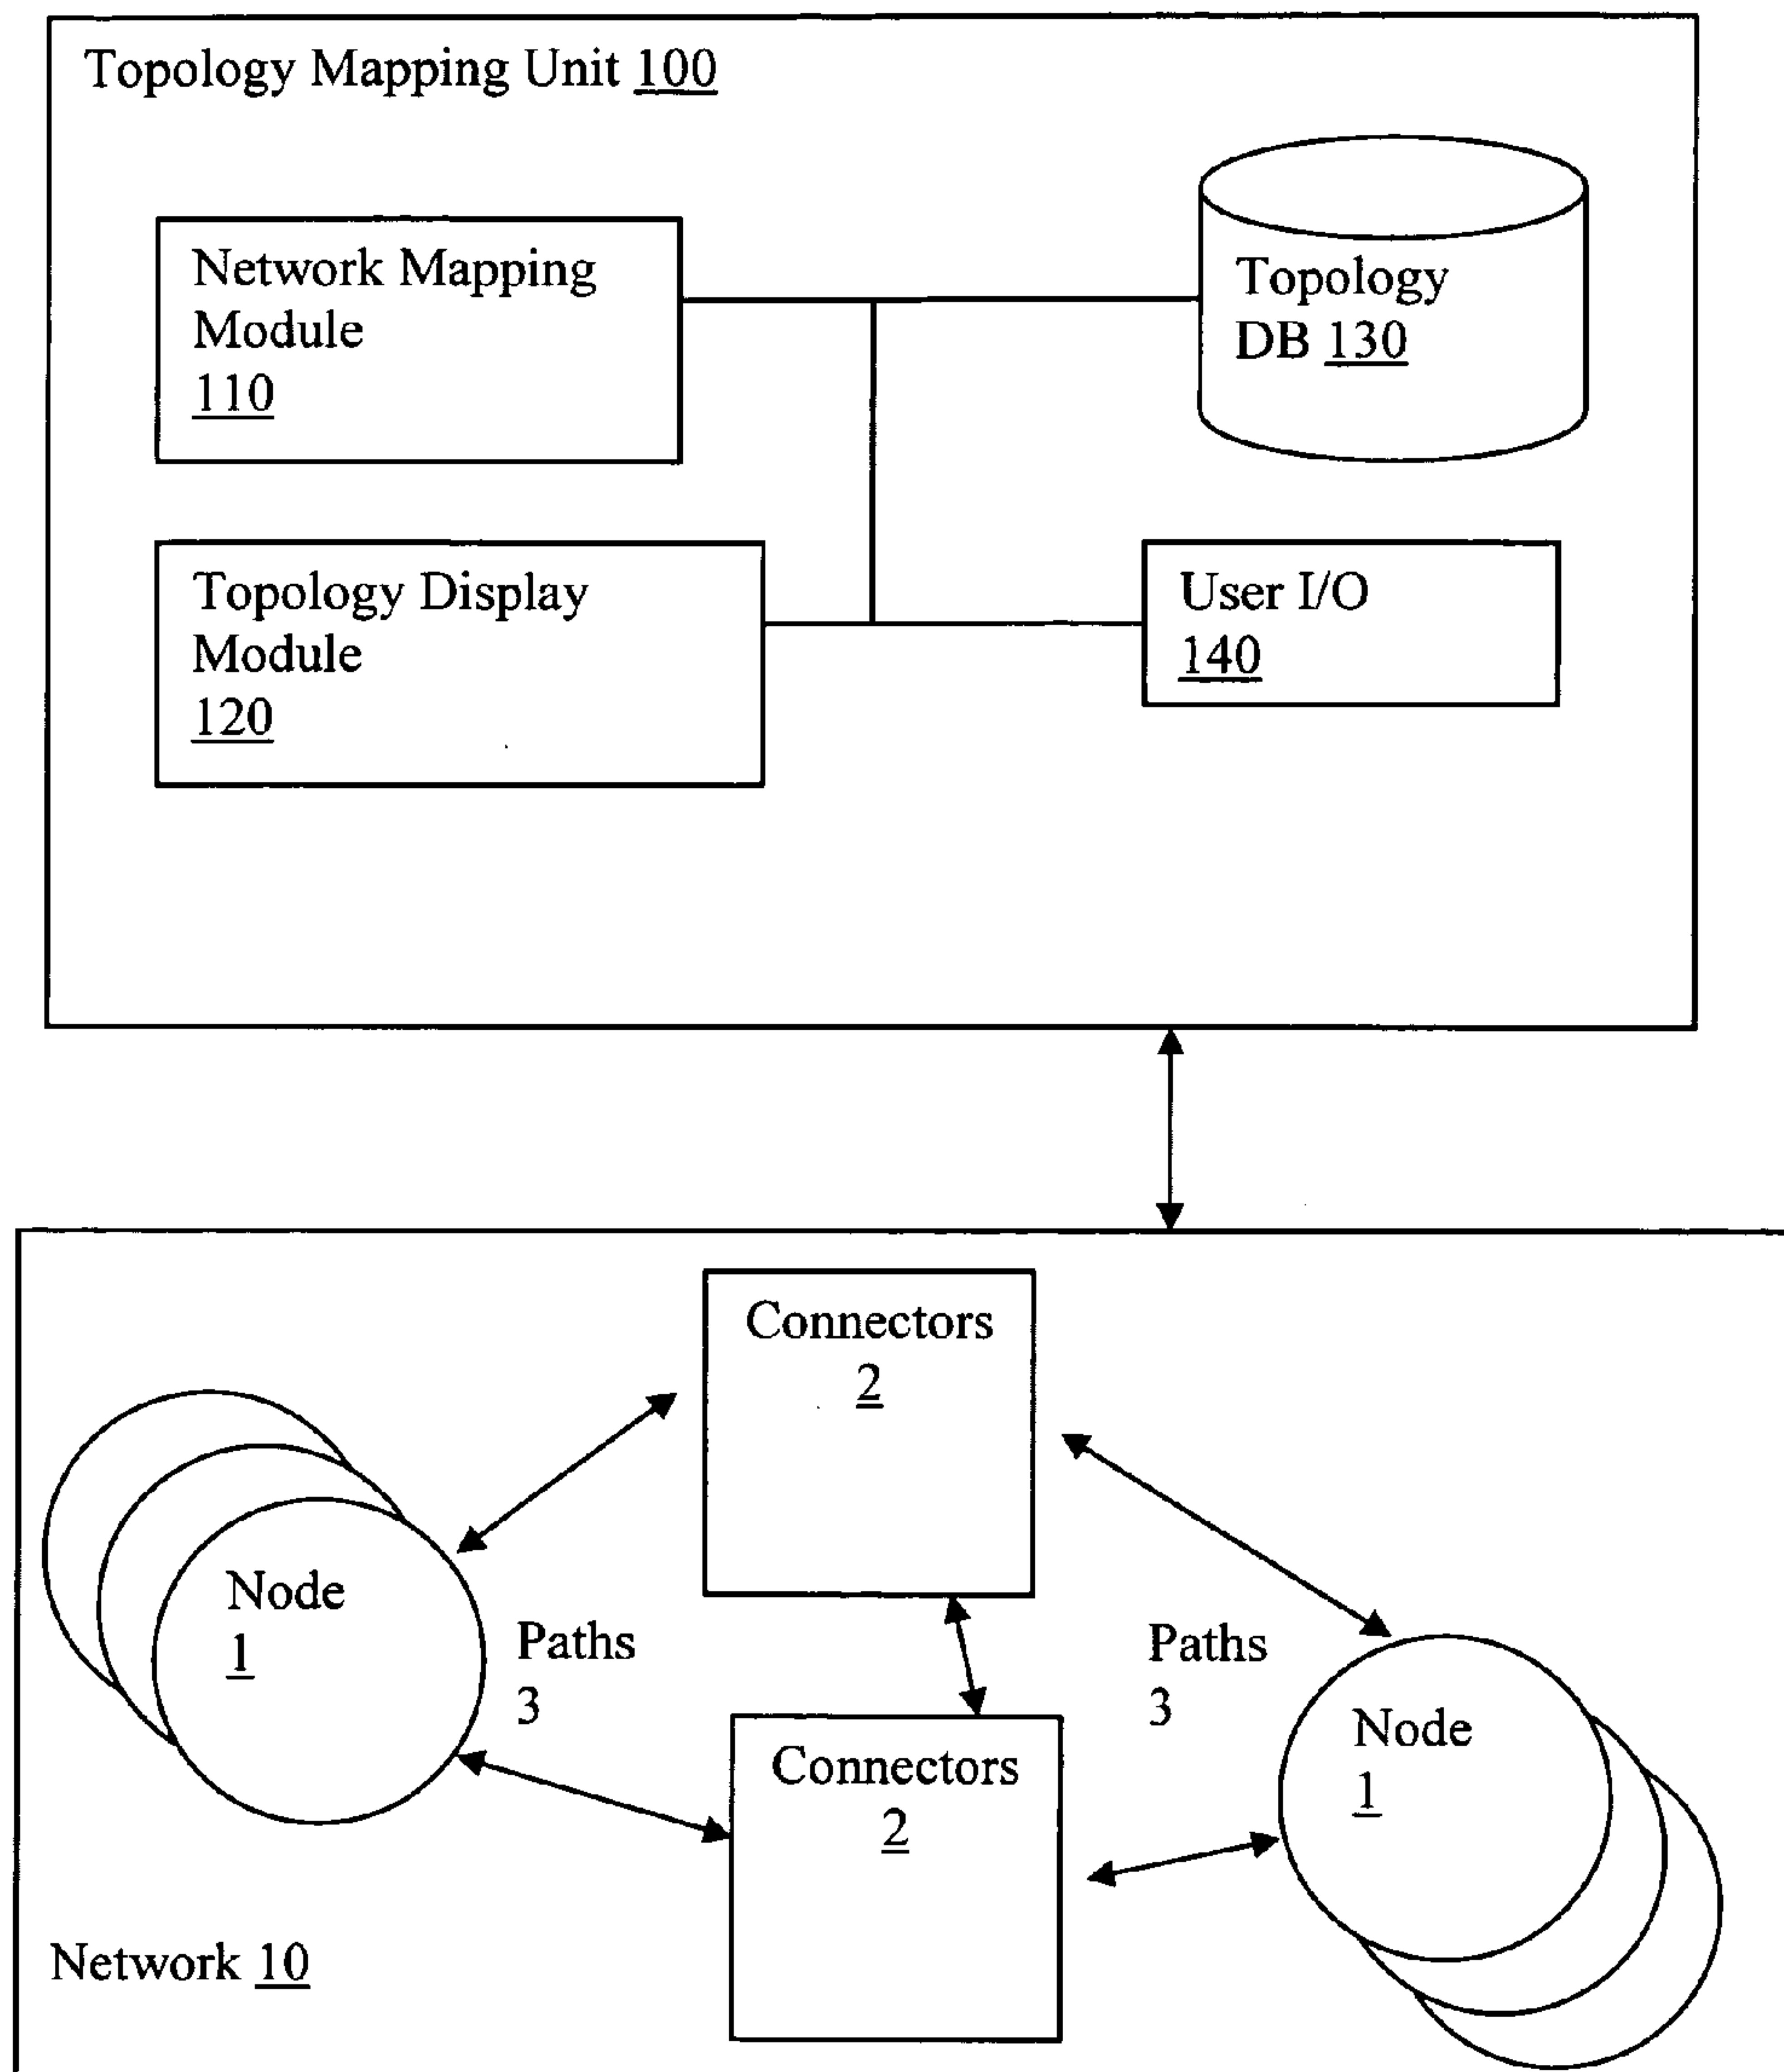 Topology Mapping Unit 100
Network Mapping
Module
110
Topology
DB 130
Topology Display
Module
120
User I/O
140
Connectors
2
Node
1
Paths
3
Paths
3
Node
1
Connectors
2
Network 10